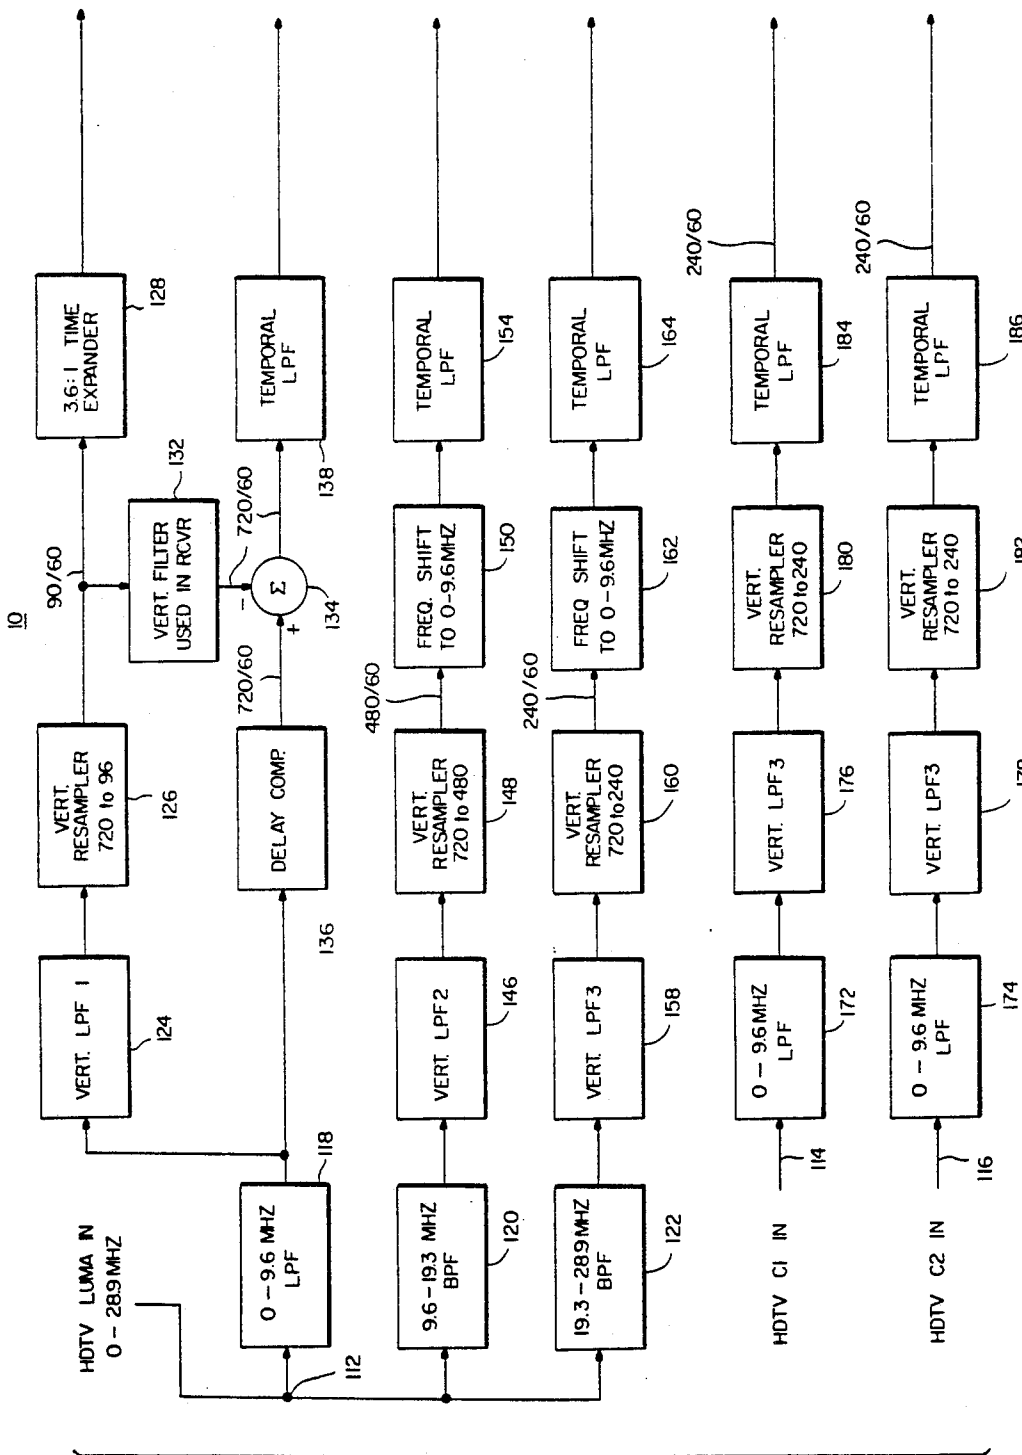 10
HDTV LUMA IN
0 – 28.9 MHZ
112
0 – 9.6 MHZ
LPF
118
VERT. LPF 1
124
VERT.
RESAMPLER
720 to 96
126
90/60
3.6: 1 TIME
EXPANDER
128
VERT. FILTER
USED IN RCVR
132
720/60
136
DELAY COMP.
720/60
+
−
Σ
134
720/60
TEMPORAL
LPF
138
9.6 – 19.3 MHZ
BPF
120
VERT. LPF2
146
VERT.
RESAMPLER
720 to 480
148
480/60
FREQ. SHIFT
TO 0-9.6MHZ
150
TEMPORAL
LPF
154
19.3 – 28.9 MHZ
BPF
122
VERT. LPF3
158
VERT.
RESAMPLER
720 to 240
160
240/60
FREQ SHIFT
TO 0-9.6MHZ
162
TEMPORAL
LPF
164
HDTV C1 IN
114
0 – 9.6 MHZ
LPF
172
VERT. LPF3
176
VERT.
RESAMPLER
720 to 240
180
TEMPORAL
LPF
184
240/60
HDTV C2 IN
116
0 – 9.6 MHZ
LPF
174
VERT. LPF3
VERT.
RESAMPLER
720 to 240
TEMPORAL
LPF
186
240/60